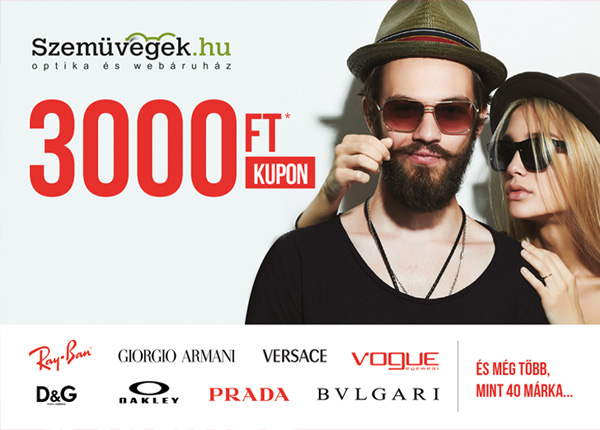 Szemüvegek.hu
optika és webáruház
3000 FT*
KUPON
Ray-Ban
GIORGIO ARMANI
VERSACE
VOGUE
eyewear
D&G
OAKLEY
PRADA
BVLGARI
ÉS MÉG TÖBB,
MINT 40 MÁRKA...